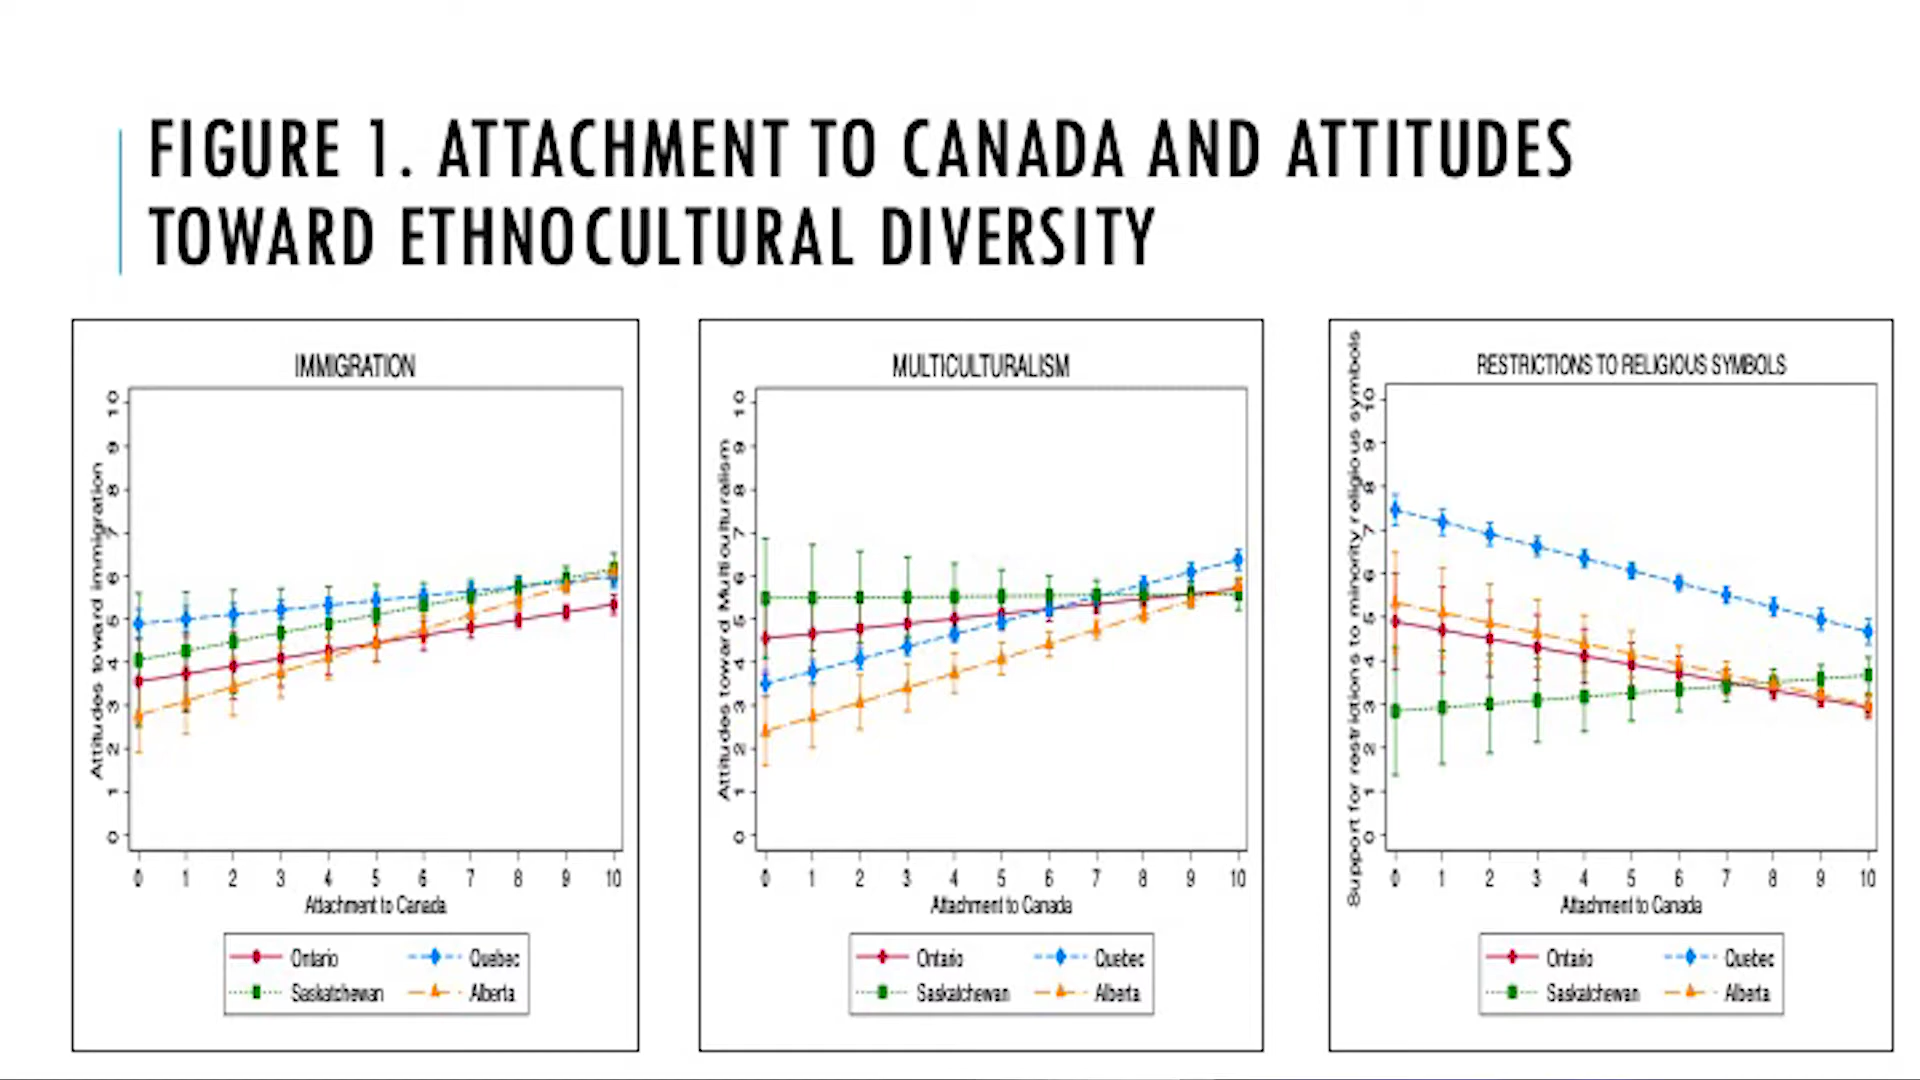 FIGURE 1. ATTACHMENT TO CANADA AND ATTITUDES
TOWARD ETHNOCULTURAL DIVERSITY
IMMIGRATION
Attitudes toward immigration
10
9
8
7
6
5
4
3
2
1
0
0 1 2 3 4 5 6 7 8 9 10
Attachment to Canada
Ontario Quebec
Saskatchewan Alberta
MULTICULTURALISM
Attitudes toward Multiculturalism
10
9
8
7
6
5
4
3
2
1
0
0 1 2 3 4 5 6 7 8 9 10
Attachment to Canada
Ontario Quebec
Saskatchewan Alberta
RESTRICTIONS TO RELIGIOUS SYMBOLS
Support for restrictions to minority religious symbols
10
9
8
7
6
5
4
3
2
1
0
0 1 2 3 4 5 6 7 8 9 10
Attachment to Canada
Ontario Quebec
Saskatchewan Alberta